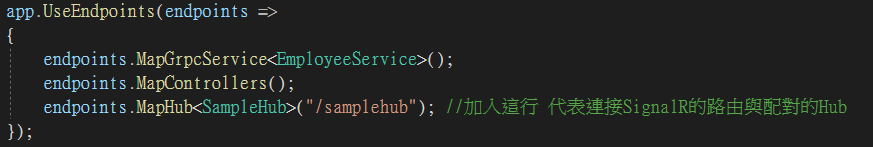 app.UseEndpoints(endpoints =>
{
endpoints.MapGrpcService<EmployeeService>();
endpoints.MapControllers();
endpoints.MapHub<SampleHub>("/samplehub"); //加入這行 代表連接SignalR的路由與配對的Hub
});